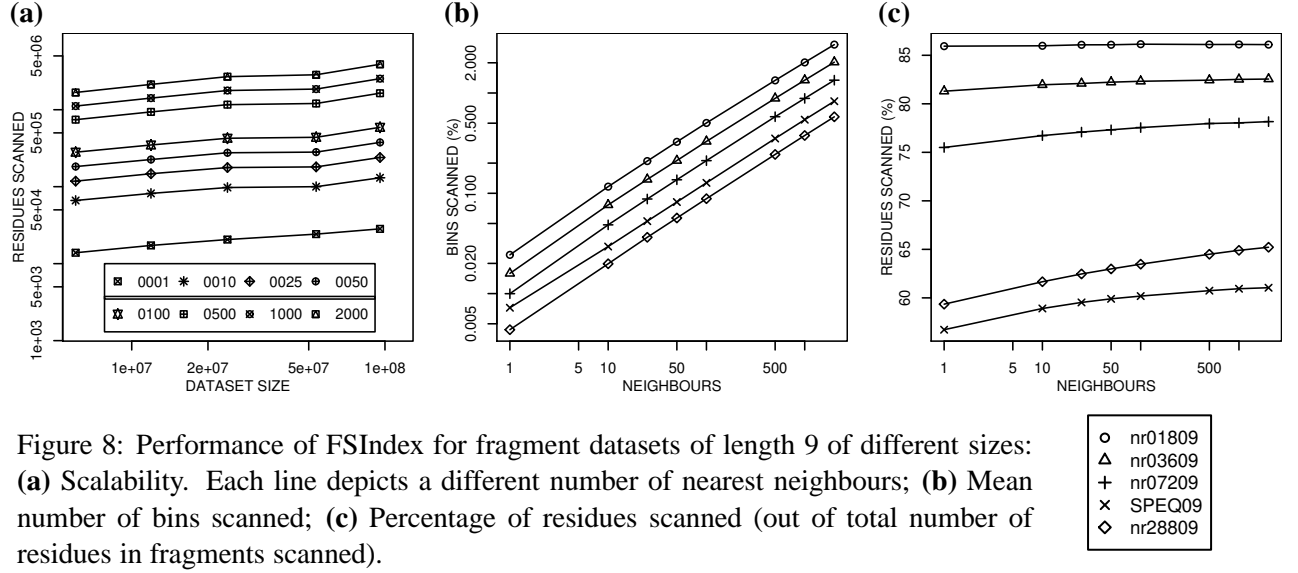 (a)
RESIDUES SCANNED
5e+06
5e+05
5e+04
5e+03
1e+03
0001 0010 0025 0050
0100 0500 1000 2000
1e+07 2e+07 5e+07 1e+08
DATASET SIZE
(b)
BINS SCANNED (%)
2.000
0.500
0.100
0.020
0.005
1 5 10 50 500
NEIGHBOURS
(c)
RESIDUES SCANNED (%)
85
80
75
70
65
60
1 5 10 50 500
NEIGHBOURS
Figure 8: Performance of FSIndex for fragment datasets of length 9 of different sizes:
(a) Scalability. Each line depicts a different number of nearest neighbours; (b) Mean
number of bins scanned; (c) Percentage of residues scanned (out of total number of
residues in fragments scanned).
nr01809
nr03609
nr07209
SPEQ09
nr28809